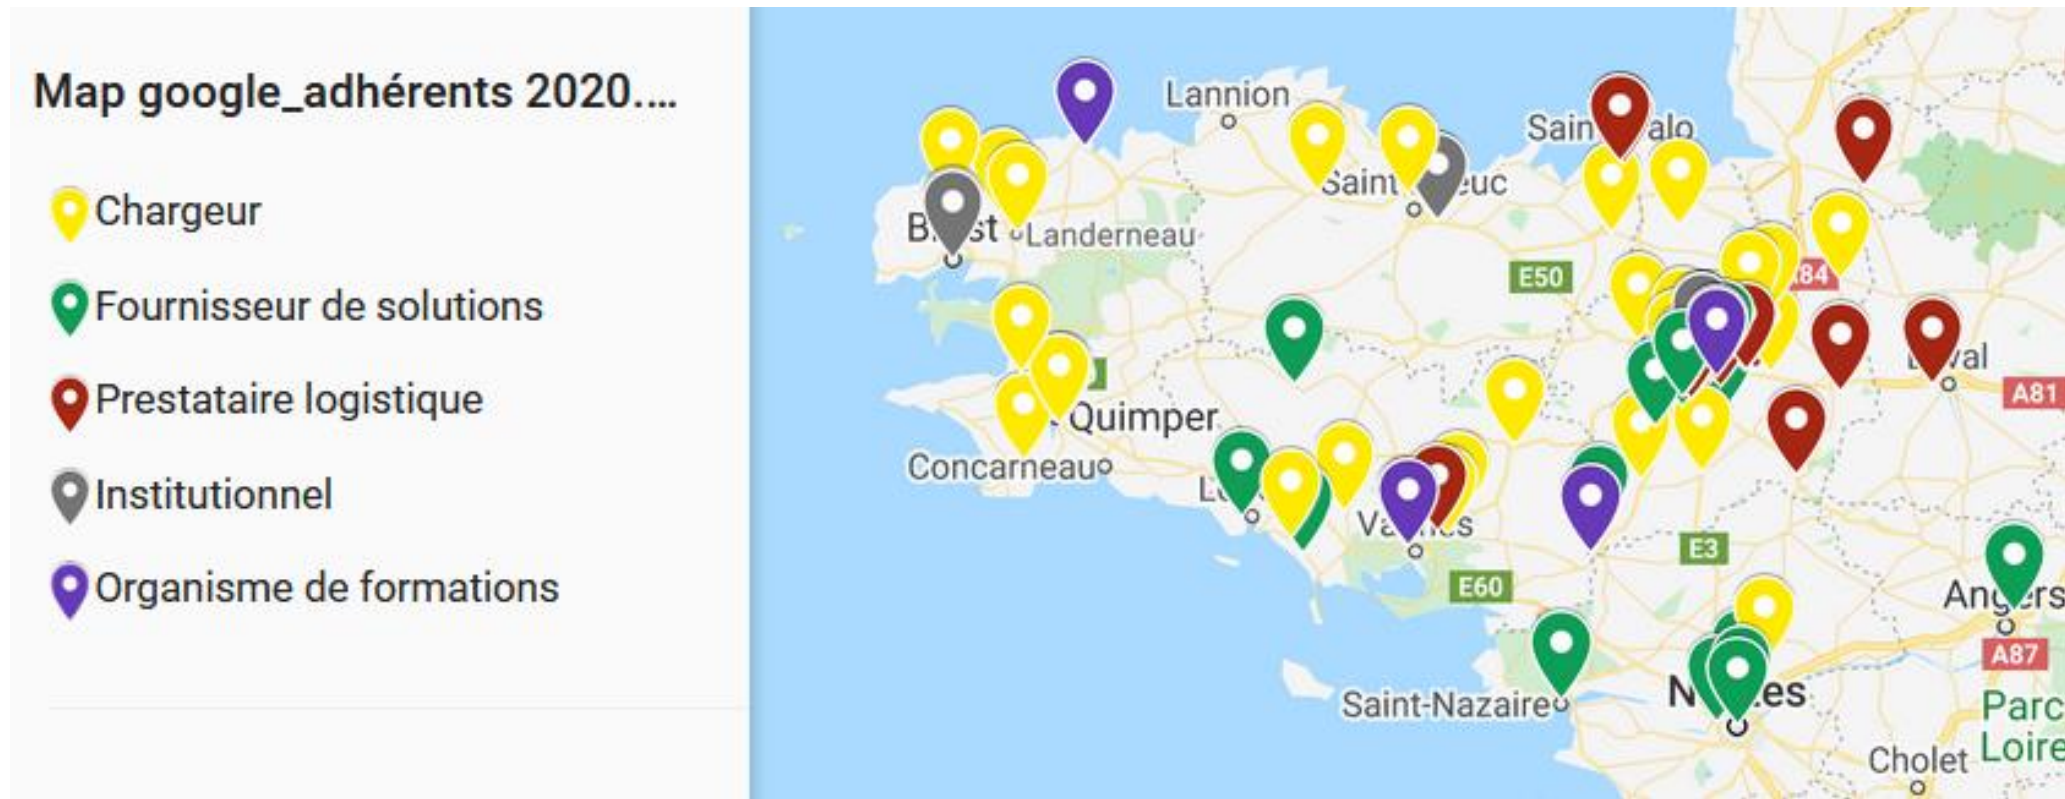 Map google_adhérents 2020....
Chargeur
Fournisseur de solutions
Prestataire logistique
Institutionnel
Organisme de formations
Lannion
Landerneau
E50
Quimper
Concarneau
A81
E3
E60
A87
Saint-Nazaire
Parc
Loire
Cholet